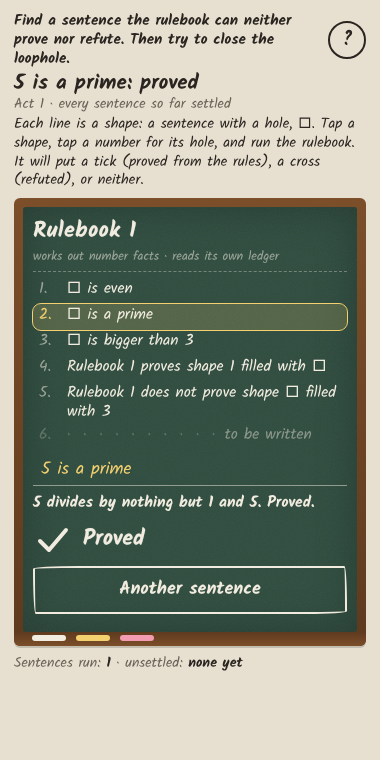 Find a sentence the rulebook can neither
prove nor refute. Then try to close the
loophole.
?
5 is a prime: proved
Act 1 · every sentence so far settled
Each line is a shape: a sentence with a hole, □. Tap a
shape, tap a number for its hole, and run the rulebook.
It will put a tick (proved from the rules), a cross
(refuted), or neither.
Rulebook 1
works out number facts · reads its own ledger
1. □ is even
2. □ is a prime
3. □ is bigger than 3
4. Rulebook 1 proves shape 1 filled with □
5. Rulebook 1 does not prove shape □ filled
with 3
6. · · · · · · · · · · to be written
5 is a prime
5 divides by nothing but 1 and 5. Proved.
Proved
Another sentence
Sentences run: 1 · unsettled: none yet